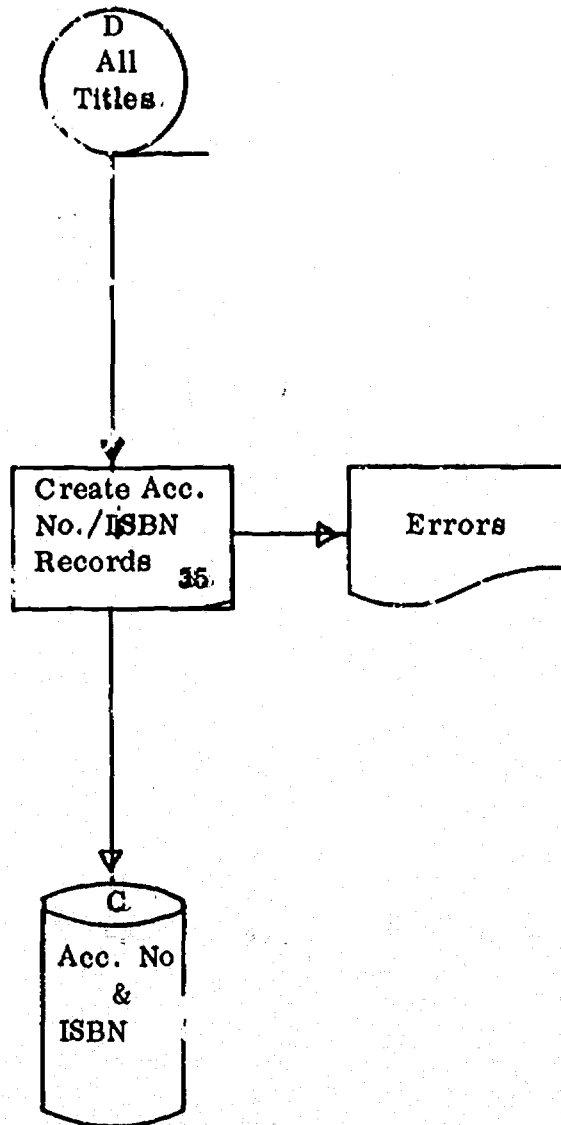 D
All
Titles
Create Acc.
No./ISBN
Records
35
Errors
C
Acc. No
&
ISBN